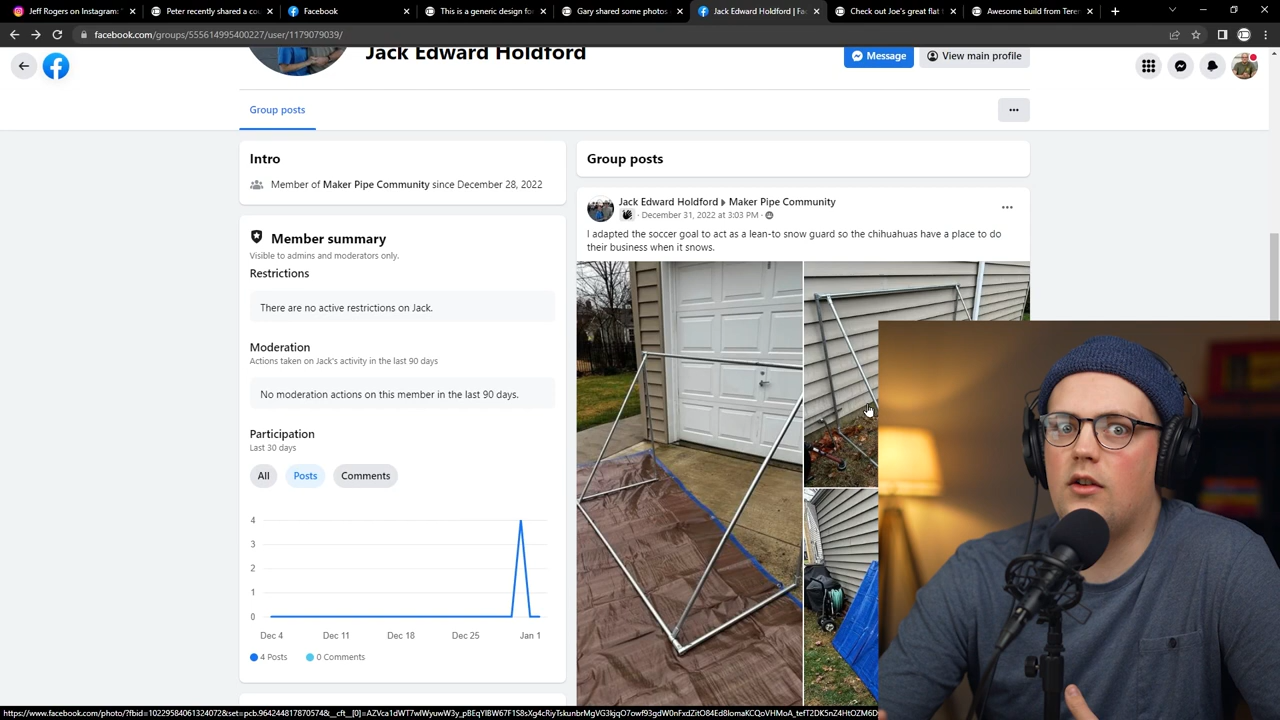 Jeff Rogers on Instagram: "
Peter recently shared a cou
Facebook
This is a generic design fo
Gary shared some photos
Jack Edward Holdford | Fac
Check out Joe's great flat t
Awesome build from Teren
facebook.com/groups/555614995400227/user/1179079039/
Jack Edward Holdford
Message
View main profile
Group posts
Intro
Member of Maker Pipe Community since December 28, 2022
Member summary
Visible to admins and moderators only.
Restrictions
There are no active restrictions on Jack.
Moderation
Actions taken on Jack's activity in the last 90 days
No moderation actions on this member in the last 90 days.
Participation
Last 30 days
All
Posts
Comments
4
3
2
1
0
Dec 4
Dec 11
Dec 18
Dec 25
Jan 1
4 Posts
0 Comments
Group posts
Jack Edward Holdford ▸ Maker Pipe Community
· December 31, 2022 at 3:03 PM ·
I adapted the soccer goal to act as a lean-to snow guard so the chihuahuas have a place to do
their business when it snows.